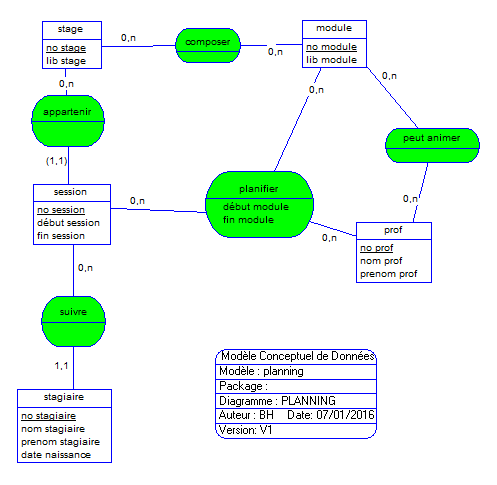 stage
no stage
lib stage
0,n
composer
0,n
module
no module
lib module
0,n
0,n
0,n
appartenir
peut animer
(1,1)
session
no session
début session
fin session
0,n
planifier
début module
fin module
0,n
0,n
prof
no prof
nom prof
prenom prof
0,n
suivre
1,1
stagiaire
no stagiaire
nom stagiaire
prenom stagiaire
date naissance
Modèle Conceptuel de Données
Modèle : planning
Package :
Diagramme : PLANNING
Auteur : BH Date: 07/01/2016
Version: V1